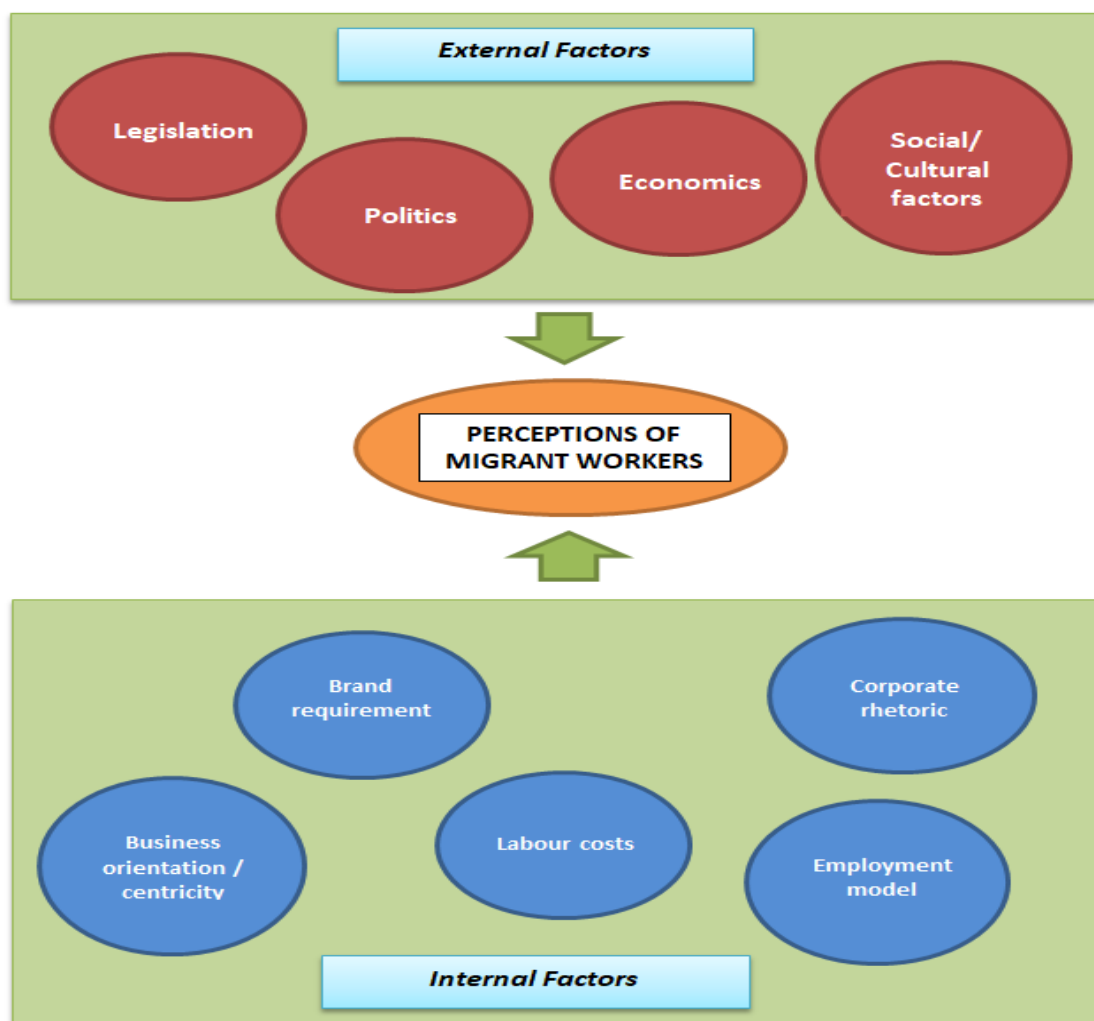 External Factors
Legislation
Politics
Economics
Social/
Cultural
factors
PERCEPTIONS OF
MIGRANT WORKERS
Brand
requirement
Corporate
rhetoric
Business
orientation /
centricity
Labour costs
Employment
model
Internal Factors